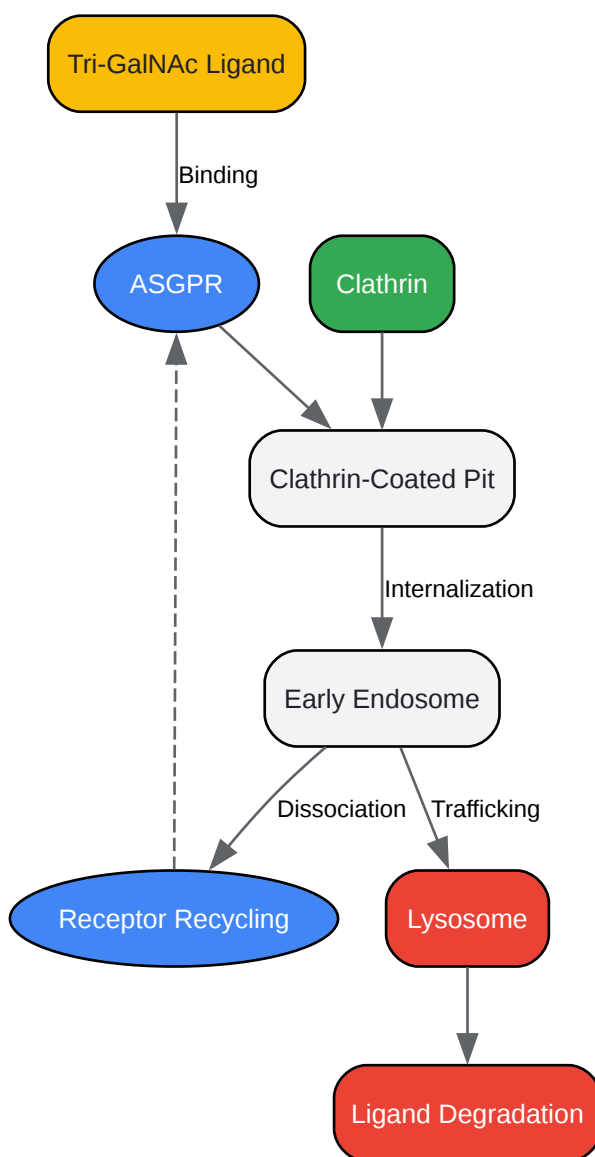 Tri-GalNAc Ligand
Binding
ASGPR
Clathrin
Clathrin-Coated Pit
Internalization
Early Endosome
Dissociation
Trafficking
Receptor Recycling
Lysosome
Ligand Degradation